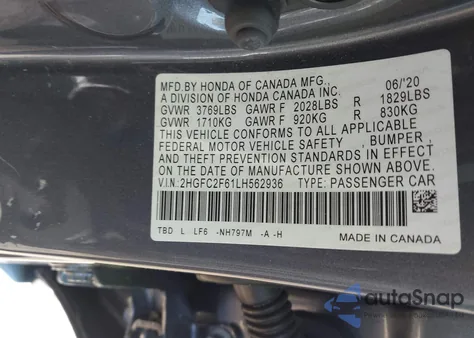 MFD.BY HONDA OF CANADA MFG., 06/'20
A DIVISION OF HONDA CANADA INC.
GVWR 3769LBS GAWR F 2028LBS R 1829LBS
GVWR 1710KG GAWR F 920KG R 830KG
THIS VEHICLE CONFORMS TO ALL APPLICABLE
FEDERAL MOTOR VEHICLE SAFETY , BUMPER ,
AND THEFT PREVENTION STANDARDS IN EFFECT
ON THE DATE OF MANUFACTURE SHOWN ABOVE.
V.I.N:2HGFC2F61LH562936 TYPE: PASSENGER CAR
TBD L LF6 -NH797M -A -H
MADE IN CANADA
autoSnap